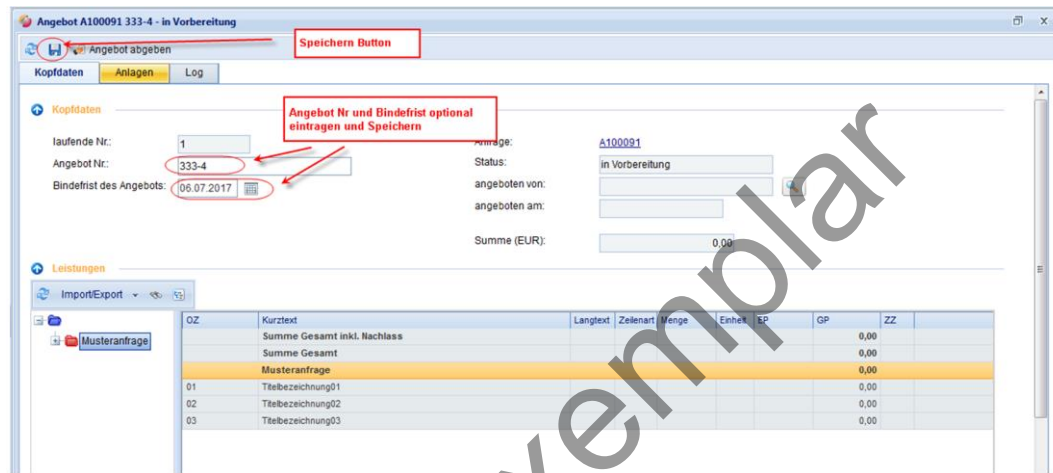 Angebot A100091 333-4 - in Vorbereitung
Speichern Button
Angebot abgeben
Kopfdaten Anlagen Log
Kopfdaten
Angebot Nr und Bindefrist optional
eintragen und Speichern
laufende Nr.: 1
Anfrage: A100091
Angebot Nr.: 333-4
Status: in Vorbereitung
Bindefrist des Angebots: 06.07.2017
angeboten von:
angeboten am:
Summe (EUR): 0,00
Leistungen
Import/Export
Musteranfrage
OZ Kurztext Langtext Zeilenart Menge Einheit EP GP ZZ
Summe Gesamt inkl. Nachlass 0,00
Summe Gesamt 0,00
Musteranfrage 0,00
01 Titelbezeichnung01 0,00
02 Titelbezeichnung02 0,00
03 Titelbezeichnung03 0,00
xemplar